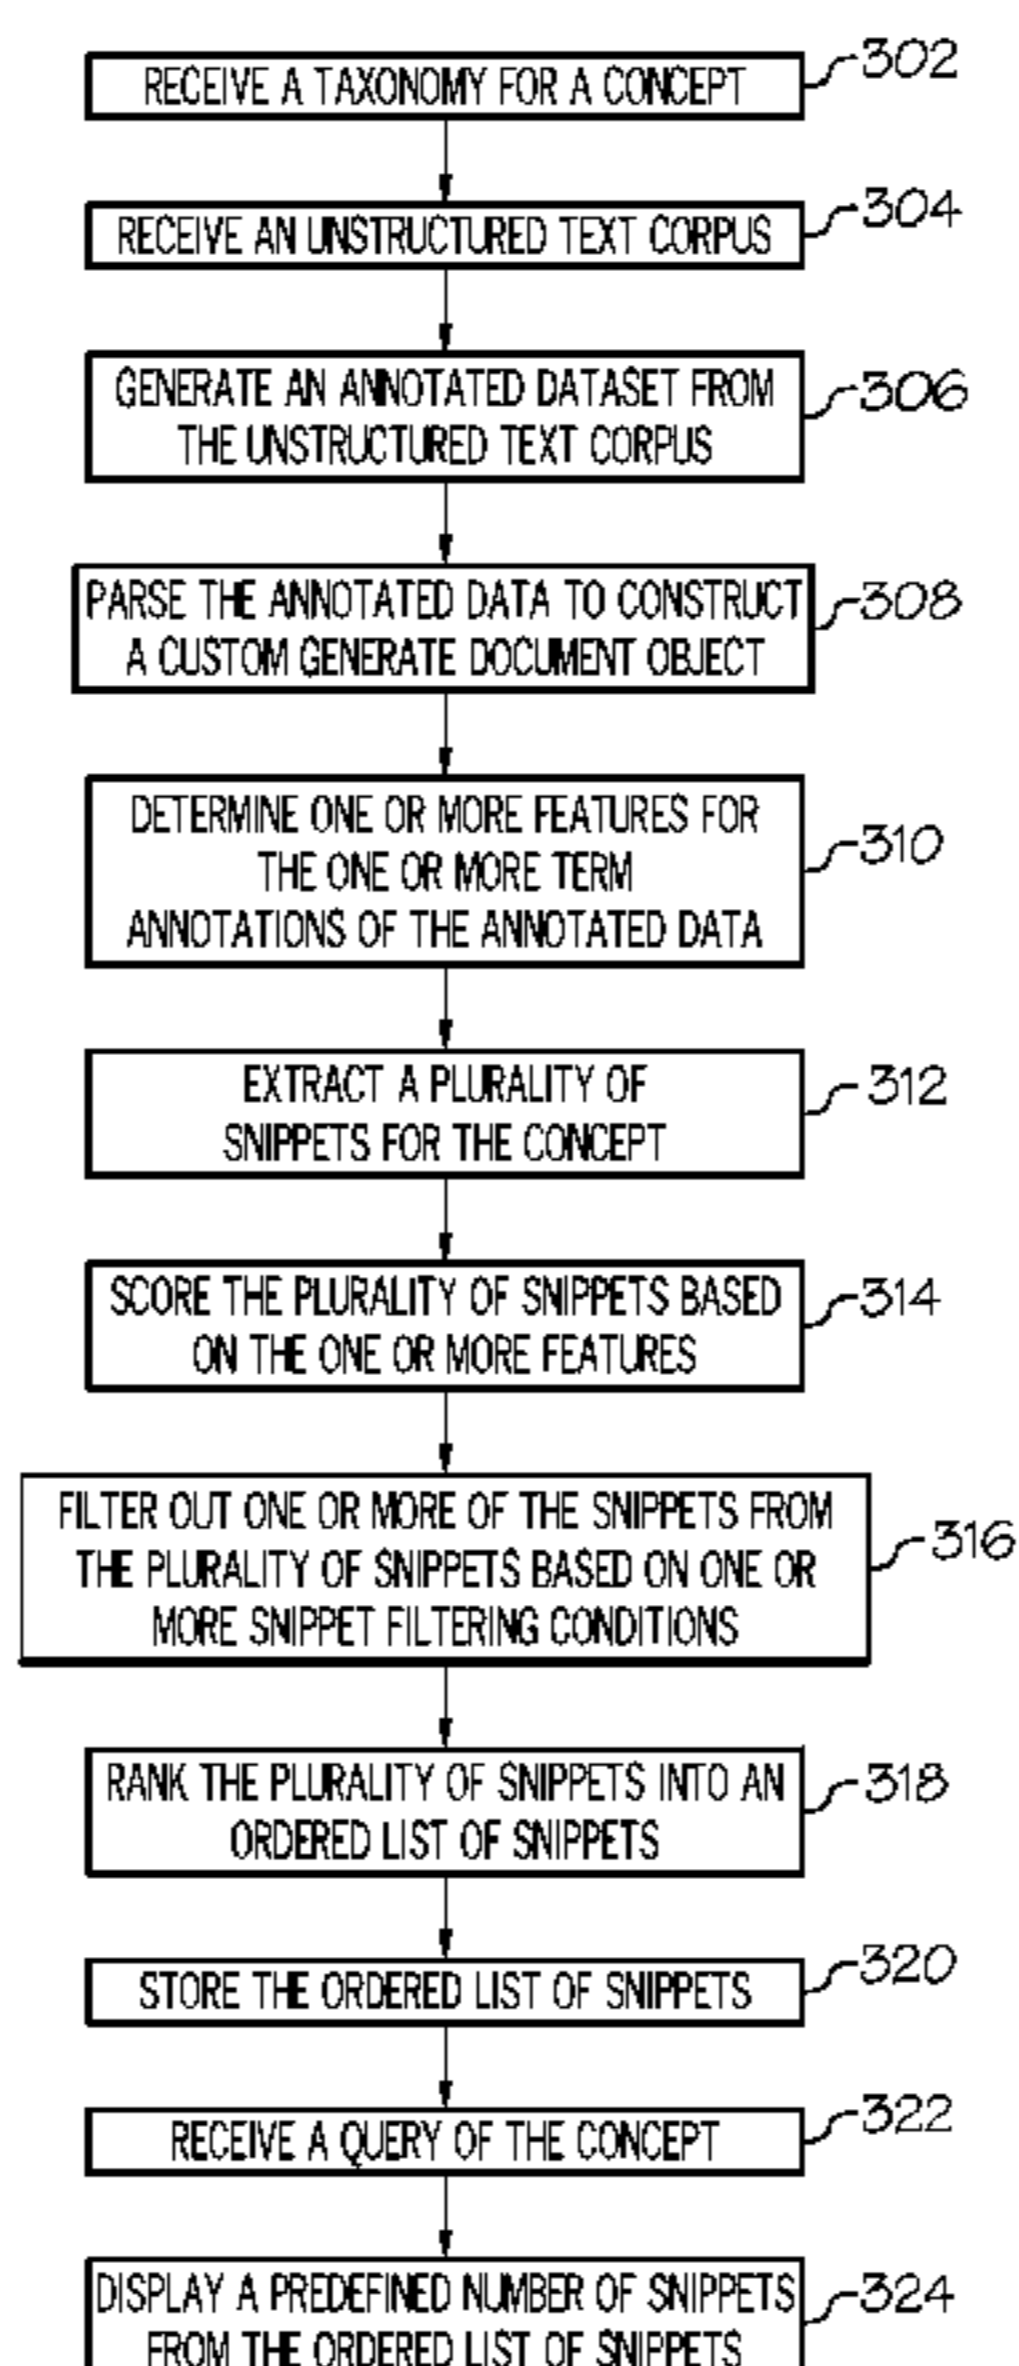 RECEIVE A TAXONOMY FOR A CONCEPT
302
RECEIVE AN UNSTRUCTURED TEXT CORPUS
304
GENERATE AN ANNOTATED DATASET FROM
THE UNSTRUCTURED TEXT CORPUS
306
PARSE THE ANNOTATED DATA TO CONSTRUCT
A CUSTOM GENERATE DOCUMENT OBJECT
308
DETERMINE ONE OR MORE FEATURES FOR
THE ONE OR MORE TERM
ANNOTATIONS OF THE ANNOTATED DATA
310
EXTRACT A PLURALITY OF
SNIPPETS FOR THE CONCEPT
312
SCORE THE PLURALITY OF SNIPPETS BASED
ON THE ONE OR MORE FEATURES
314
FILTER OUT ONE OR MORE OF THE SNIPPETS FROM
THE PLURALITY OF SNIPPETS BASED ON ONE OR
MORE SNIPPET FILTERING CONDITIONS
316
RANK THE PLURALITY OF SNIPPETS INTO AN
ORDERED LIST OF SNIPPETS
318
STORE THE ORDERED LIST OF SNIPPETS
320
RECEIVE A QUERY OF THE CONCEPT
322
DISPLAY A PREDEFINED NUMBER OF SNIPPETS
FROM THE ORDERED LIST OF SNIPPETS
324